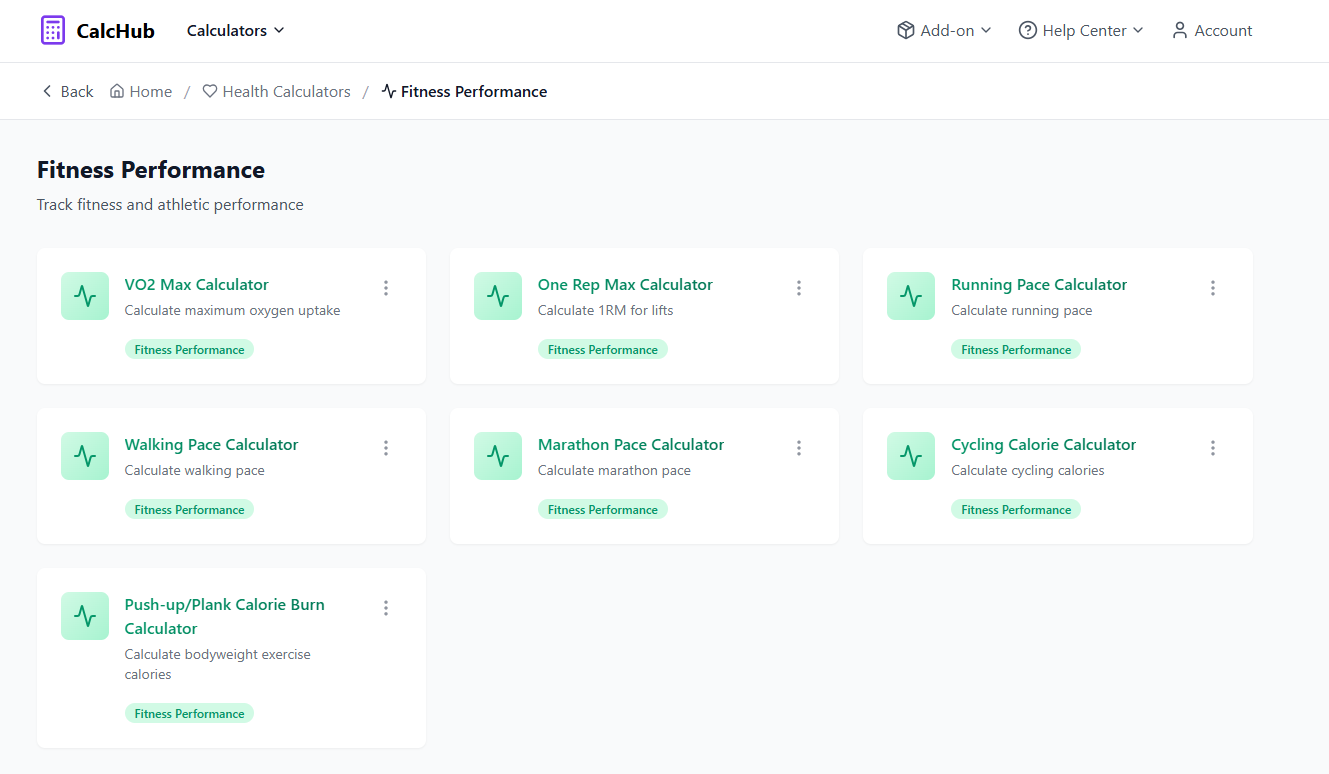 CalcHub
Calculators
Add-on
Help Center
Account
Back
Home
/
Health Calculators
/
Fitness Performance
Fitness Performance
Track fitness and athletic performance
VO2 Max Calculator
Calculate maximum oxygen uptake
Fitness Performance
One Rep Max Calculator
Calculate 1RM for lifts
Fitness Performance
Running Pace Calculator
Calculate running pace
Fitness Performance
Walking Pace Calculator
Calculate walking pace
Fitness Performance
Marathon Pace Calculator
Calculate marathon pace
Fitness Performance
Cycling Calorie Calculator
Calculate cycling calories
Fitness Performance
Push-up/Plank Calorie Burn
Calculator
Calculate bodyweight exercise
calories
Fitness Performance